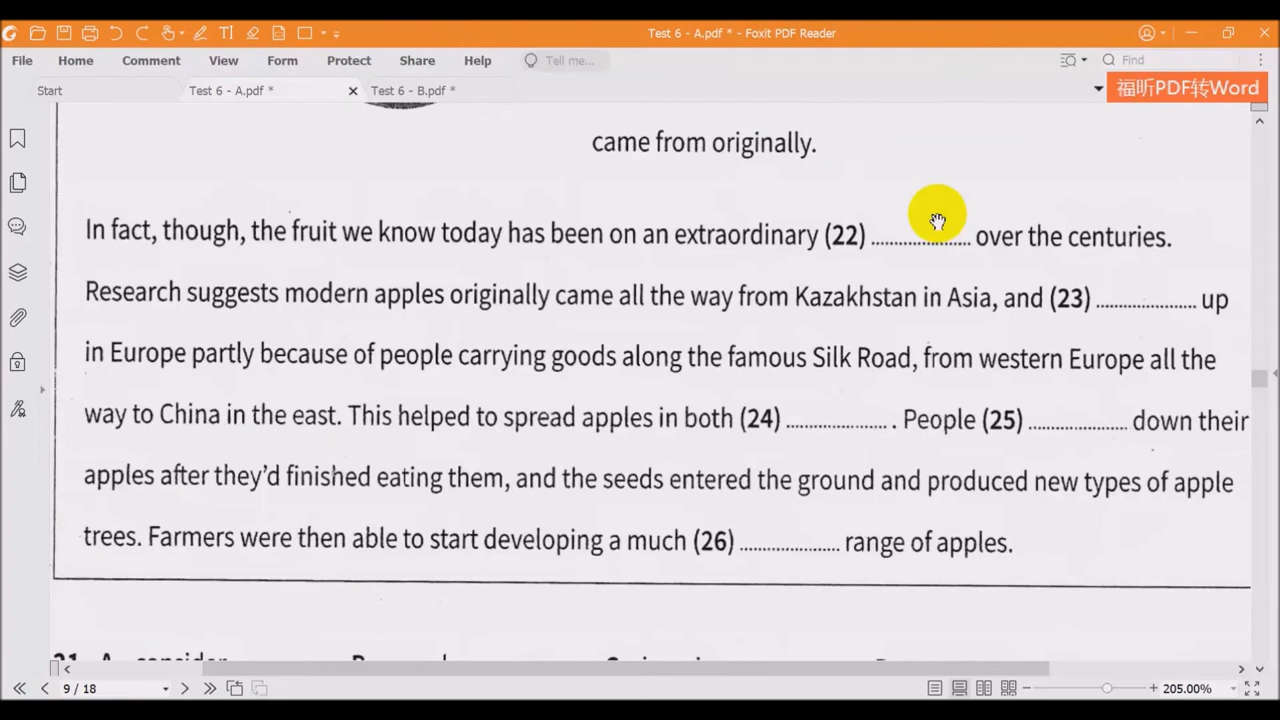 Test 6 - A.pdf * - Foxit PDF Reader
File Home Comment View Form Protect Share Help Tell me... Find
Start Test 6 - A.pdf * Test 6 - B.pdf * 福昕PDF转Word
came from originally.
In fact, though, the fruit we know today has been on an extraordinary (22) ...................... over the centuries.
Research suggests modern apples originally came all the way from Kazakhstan in Asia, and (23) ...................... up
in Europe partly because of people carrying goods along the famous Silk Road, from western Europe all the
way to China in the east. This helped to spread apples in both (24) ...................... . People (25) ...................... down their
apples after they'd finished eating them, and the seeds entered the ground and produced new types of apple
trees. Farmers were then able to start developing a much (26) ...................... range of apples.
21 A consider
9 / 18 205.00%